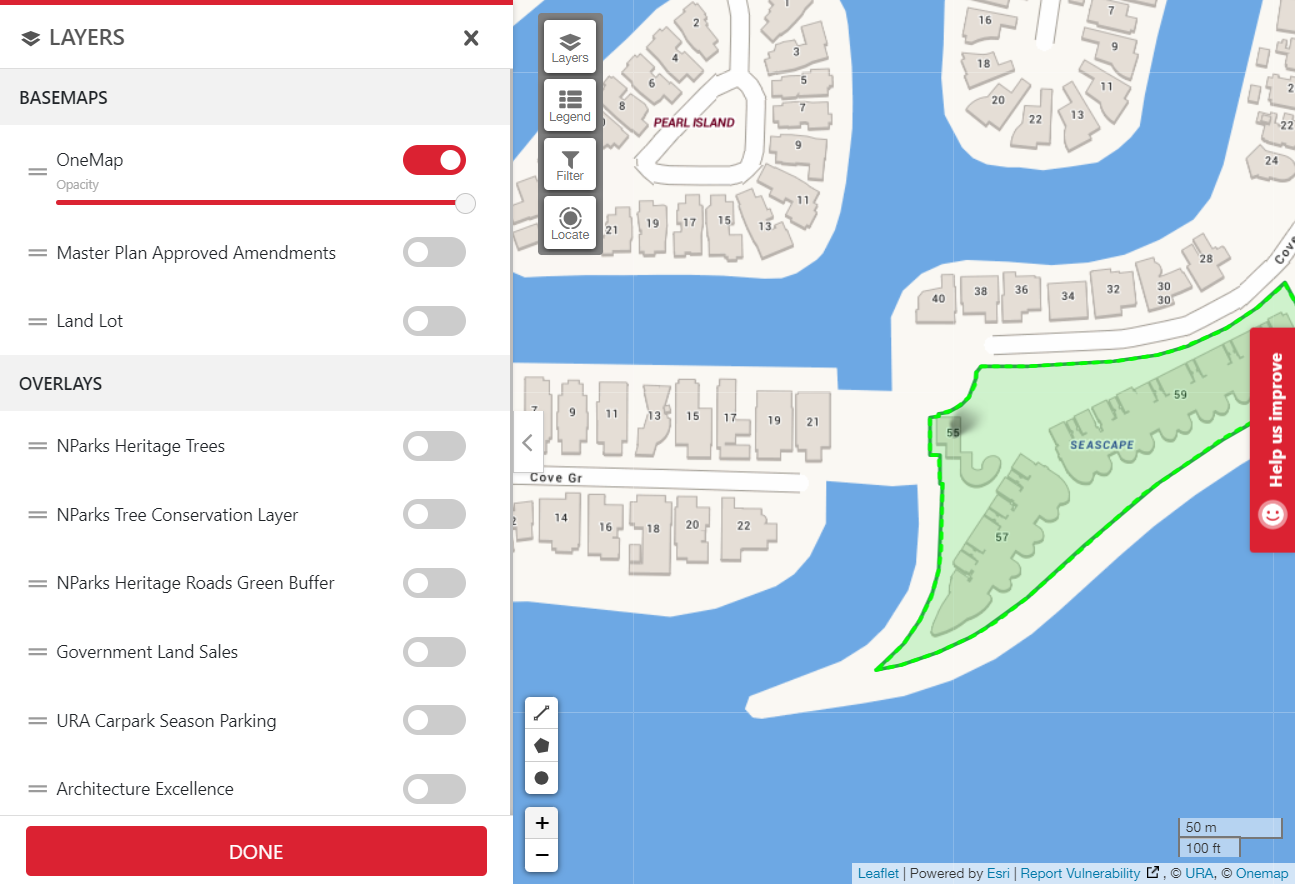 LAYERS
BASEMAPS
OneMap
Opacity
Master Plan Approved Amendments
Land Lot
OVERLAYS
NParks Heritage Trees
NParks Tree Conservation Layer
NParks Heritage Roads Green Buffer
Government Land Sales
URA Carpark Season Parking
Architecture Excellence
DONE
Layers
Legend
Filter
Locate
2
4
6
8
3
5
7
9
11
13
15
17
19
21
PEARL ISLAND
16
18
20
22
13
11
9
7
22
24
28
30
30
32
34
36
38
40
Cove
7
9
11
13
15
17
19
21
Cove Gr
14
16
18
20
22
55
57
59
SEASCAPE
Help us improve
+
−
50 m
100 ft
Leaflet | Powered by Esri | Report Vulnerability , © URA, © Onemap